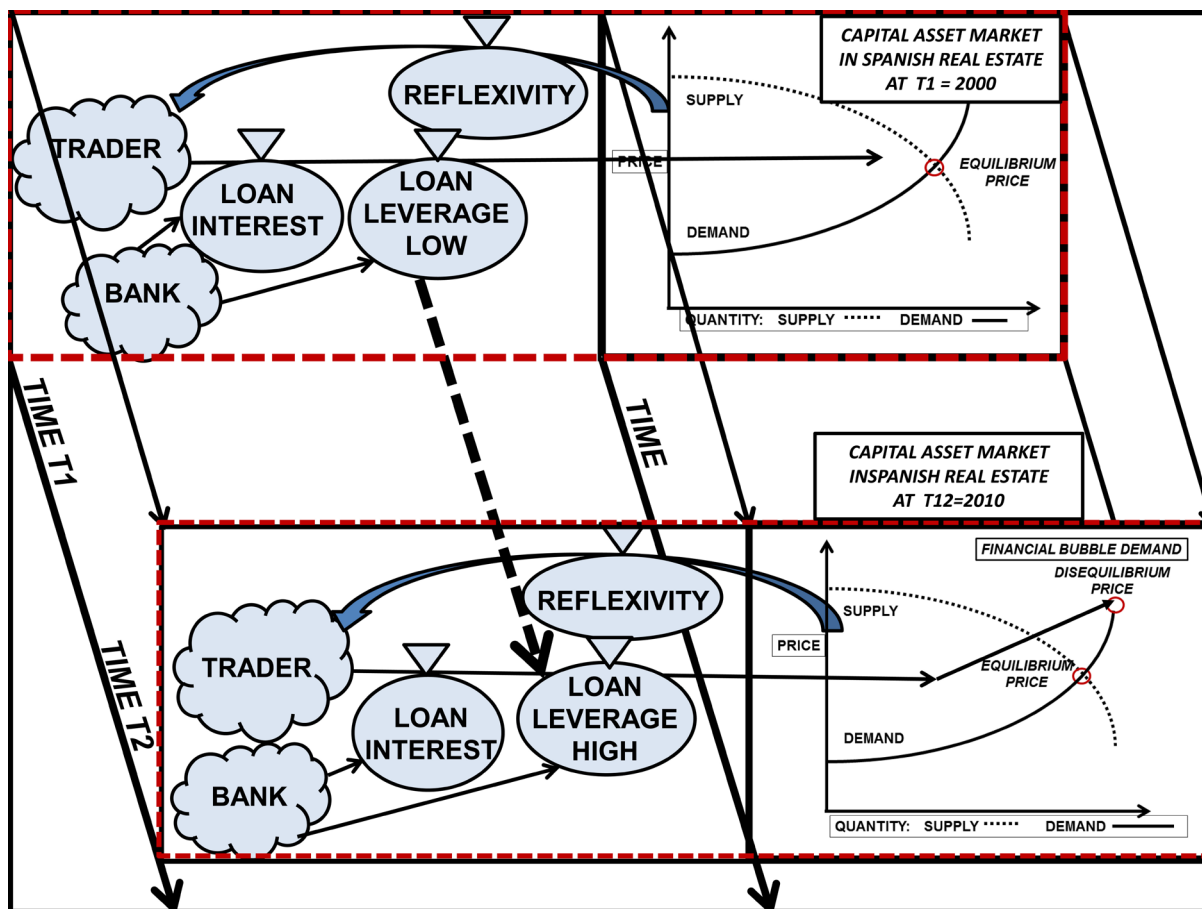 CAPITAL ASSET MARKET
IN SPANISH REAL ESTATE
AT T1 = 2000
REFLEXIVITY
SUPPLY
TRADER
PRICE
EQUILIBRIUM
PRICE
LOAN
INTEREST
LOAN
LEVERAGE
LOW
DEMAND
BANK
QUANTITY: SUPPLY DEMAND
TIME T1
TIME
CAPITAL ASSET MARKET
INSPANISH REAL ESTATE
AT T12=2010
FINANCIAL BUBBLE DEMAND
DISEQUILIBRIUM
PRICE
REFLEXIVITY
SUPPLY
PRICE
TRADER
EQUILIBRIUM
PRICE
TIME T2
LOAN
INTEREST
LOAN
LEVERAGE
HIGH
DEMAND
BANK
QUANTITY: SUPPLY DEMAND